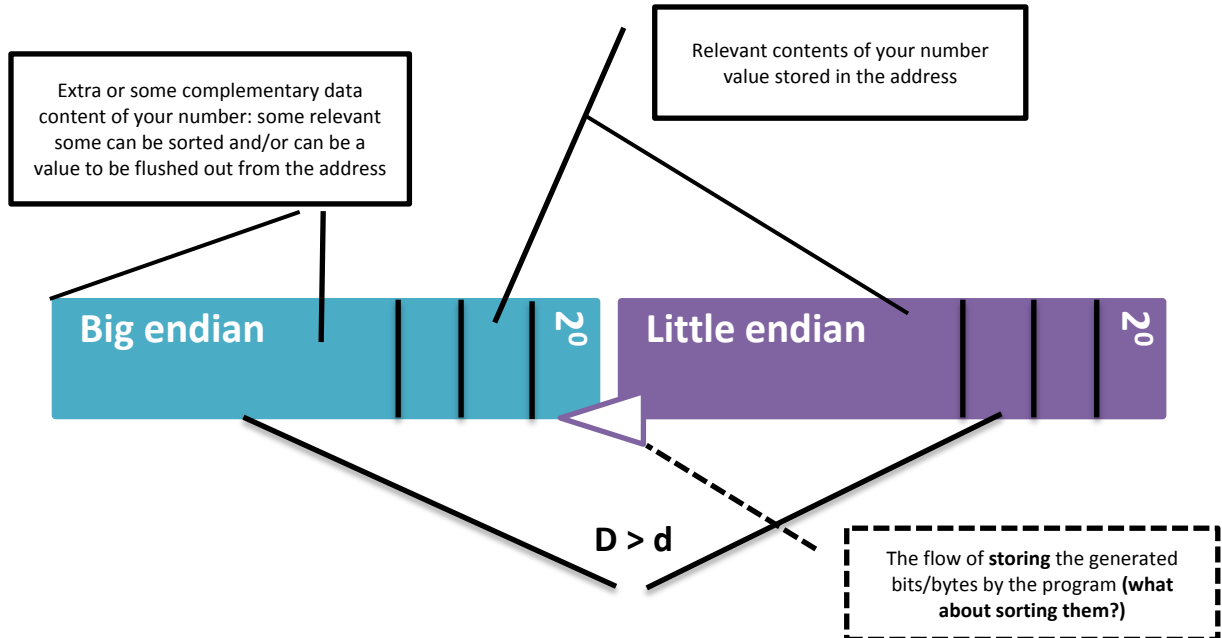 Extra or some complementary data
content of your number: some relevant
some can be sorted and/or can be a
value to be flushed out from the address
Relevant contents of your number
value stored in the address
Big endian
2⁰
Little endian
2⁰
D > d
The flow of storing the generated
bits/bytes by the program (what
about sorting them?)